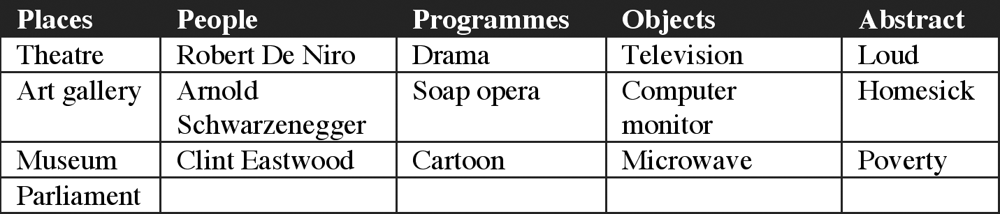 Places People Programmes Objects Abstract
Theatre Robert De Niro Drama Television Loud
Art gallery Arnold Soap opera Computer Homesick
Schwarzenegger monitor
Museum Clint Eastwood Cartoon Microwave Poverty
Parliament